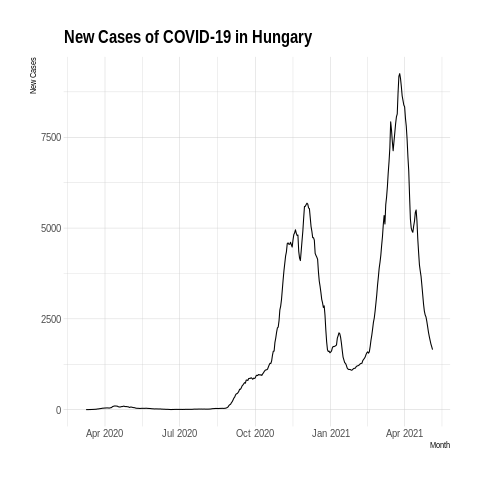 New Cases of COVID-19 in Hungary
New Cases
7500
5000
2500
0
Apr 2020 Jul 2020 Oct 2020 Jan 2021 Apr 2021
Month